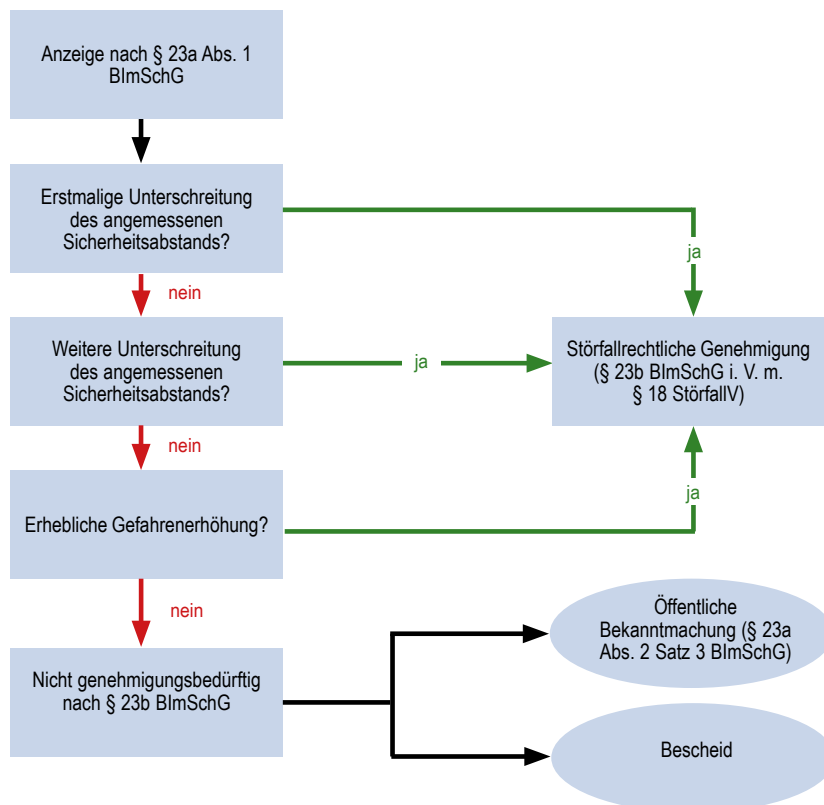 Anzeige nach § 23a Abs. 1
BImSchG
Erstmalige Unterschreitung
des angemessenen
Sicherheitsabstands?
ja
nein
Weitere Unterschreitung
des angemessenen
Sicherheitsabstands?
ja
Störfallrechtliche Genehmigung
(§ 23b BImSchG i. V. m.
§ 18 StörfallV)
nein
ja
Erhebliche Gefahrenerhöhung?
nein
Öffentliche
Bekanntmachung (§ 23a
Abs. 2 Satz 3 BImSchG)
Nicht genehmigungsbedürftig
nach § 23b BImSchG
Bescheid